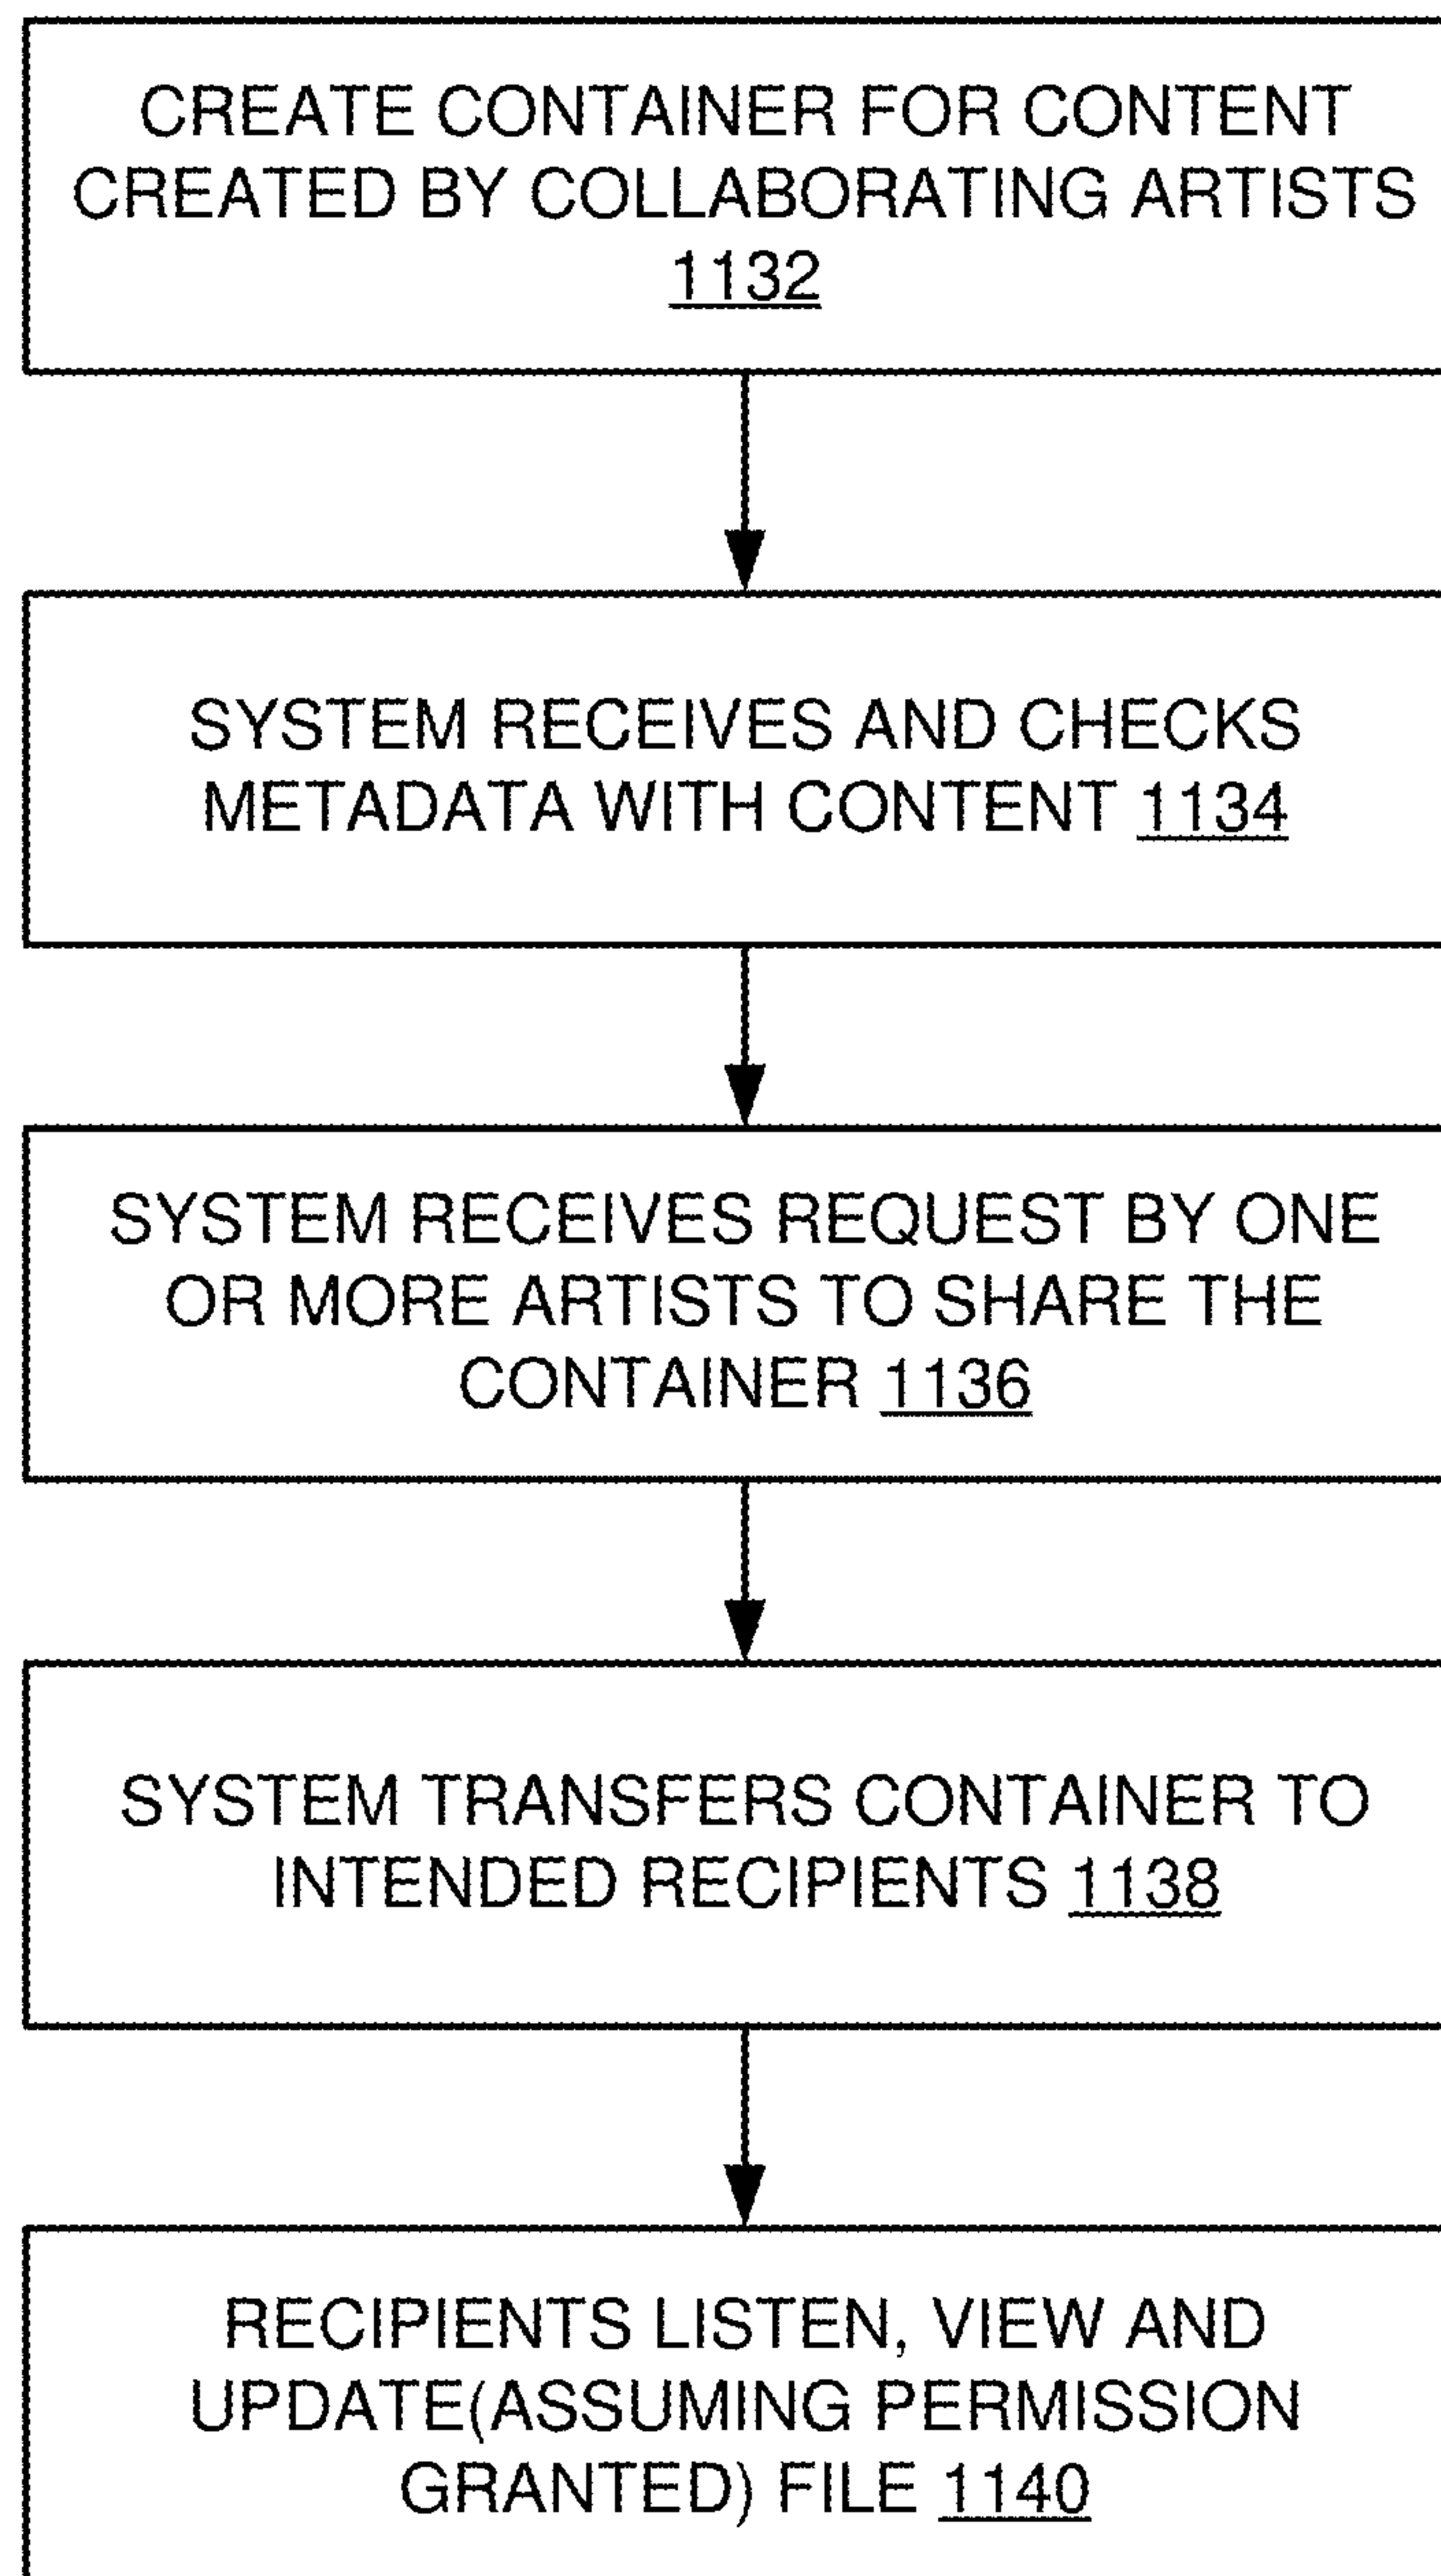 CREATE CONTAINER FOR CONTENT
CREATED BY COLLABORATING ARTISTS
1132
SYSTEM RECEIVES AND CHECKS
METADATA WITH CONTENT 1134
SYSTEM RECEIVES REQUEST BY ONE
OR MORE ARTISTS TO SHARE THE
CONTAINER 1136
SYSTEM TRANSFERS CONTAINER TO
INTENDED RECIPIENTS 1138
RECIPIENTS LISTEN, VIEW AND
UPDATE(ASSUMING PERMISSION
GRANTED) FILE 1140